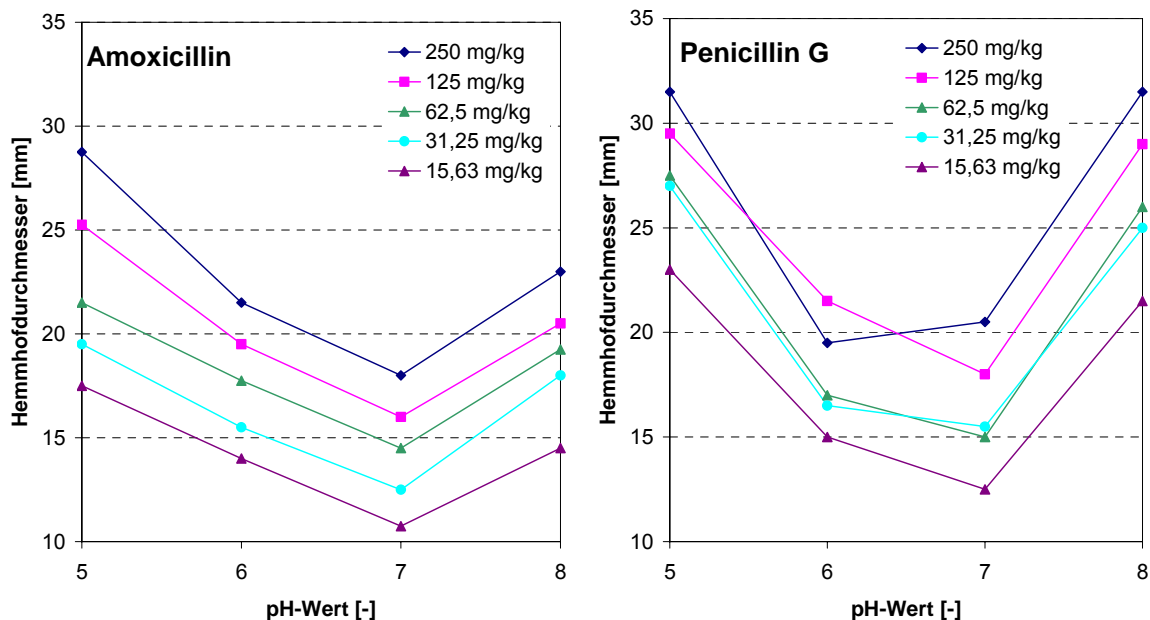 Amoxicillin
250 mg/kg
125 mg/kg
62,5 mg/kg
31,25 mg/kg
15,63 mg/kg
Hemmhofdurchmesser [mm]
35
30
25
20
15
10
5 6 7 8
pH-Wert [-]
Penicillin G
250 mg/kg
125 mg/kg
62,5 mg/kg
31,25 mg/kg
15,63 mg/kg
Hemmhofdurchmesser [mm]
35
30
25
20
15
10
5 6 7 8
pH-Wert [-]